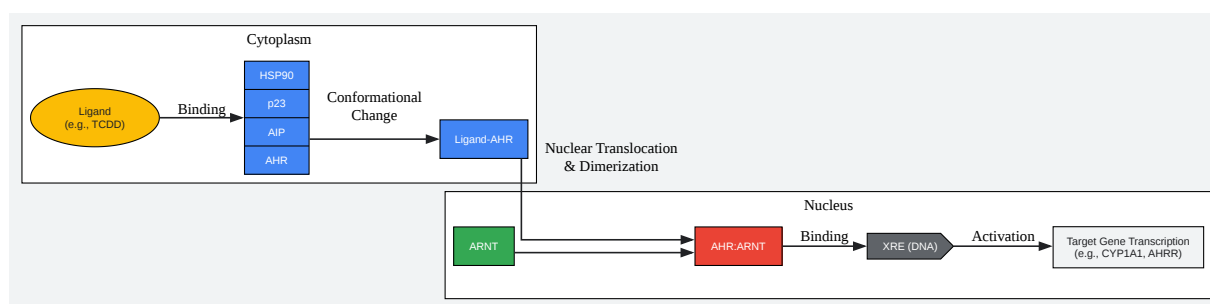 Cytoplasm
Ligand
(e.g., TCDD)
Binding
HSP90
p23
AIP
AHR
Conformational
Change
Ligand-AHR
Nuclear Translocation
& Dimerization
Nucleus
ARNT
AHR:ARNT
Binding
XRE (DNA)
Activation
Target Gene Transcription
(e.g., CYP1A1, AHRR)